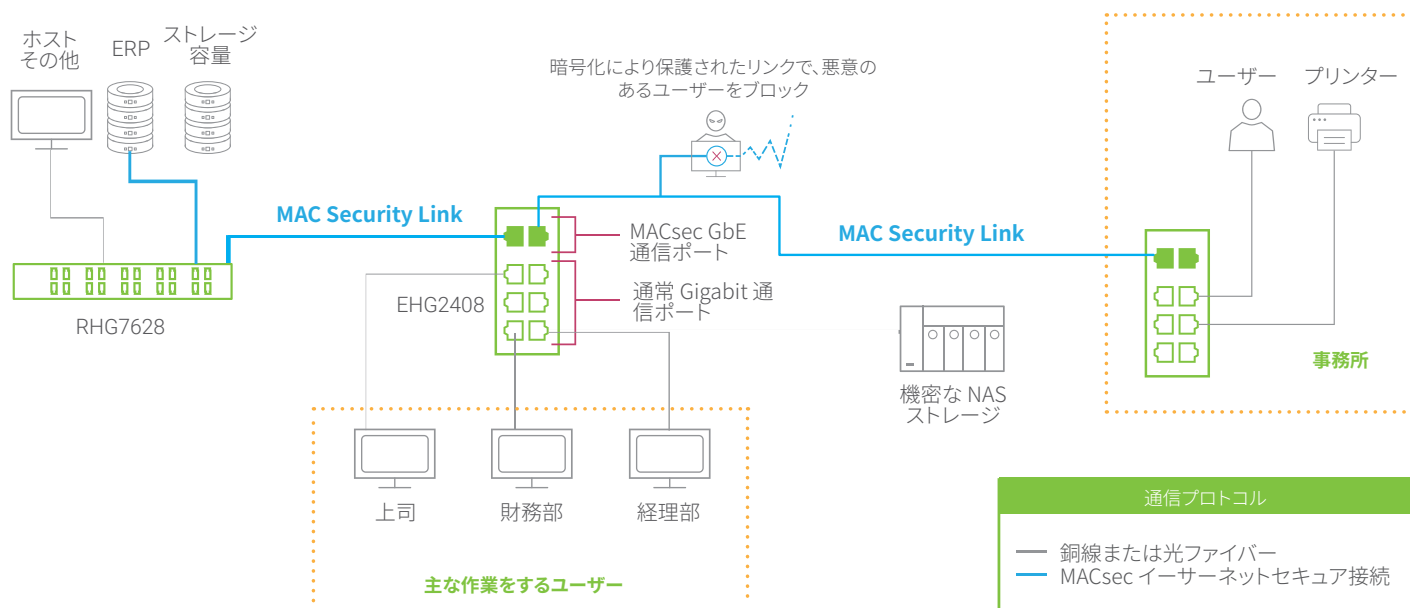 ホスト
その他
ERP
ストレージ
容量
暗号化により保護されたリンクで、悪意の
あるユーザーをブロック
ユーザー
プリンター
MAC Security Link
MACsec GbE
通信ポート
MAC Security Link
EHG2408
通常 Gigabit 通
信ポート
RHG7628
機密な NAS
ストレージ
事務所
上司
財務部
経理部
主な作業をするユーザー
通信プロトコル
銅線または光ファイバー
MACsec イーサーネットセキュア接続